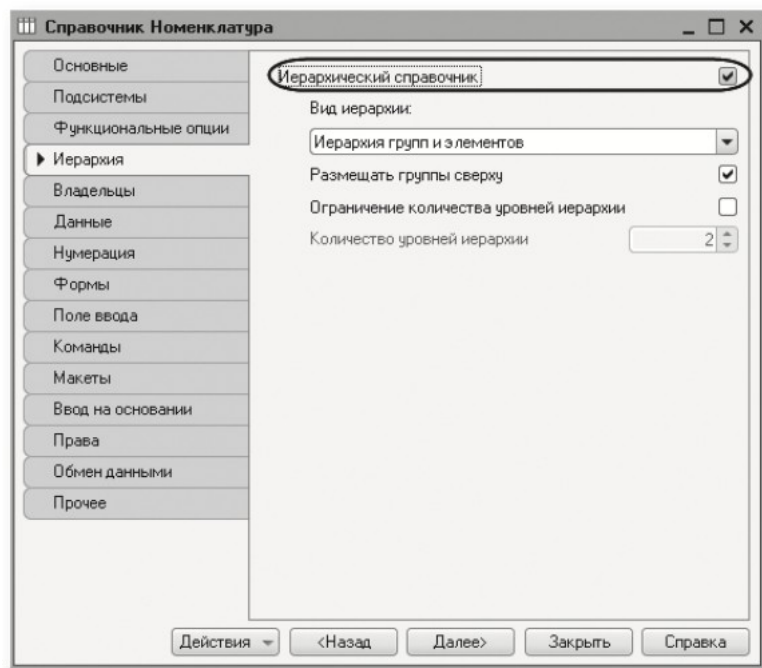 Справочник Номенклатура
Основные
Подсистемы
Функциональные опции
Иерархия
Владельцы
Данные
Нумерация
Формы
Поле ввода
Команды
Макеты
Ввод на основании
Права
Обмен данными
Прочее
Иерархический справочник
Вид иерархии:
Иерархия групп и элементов
Размещать группы сверху
Ограничение количества уровней иерархии
Количество уровней иерархии 2
Действия <Назад Далее> Закрыть Справка